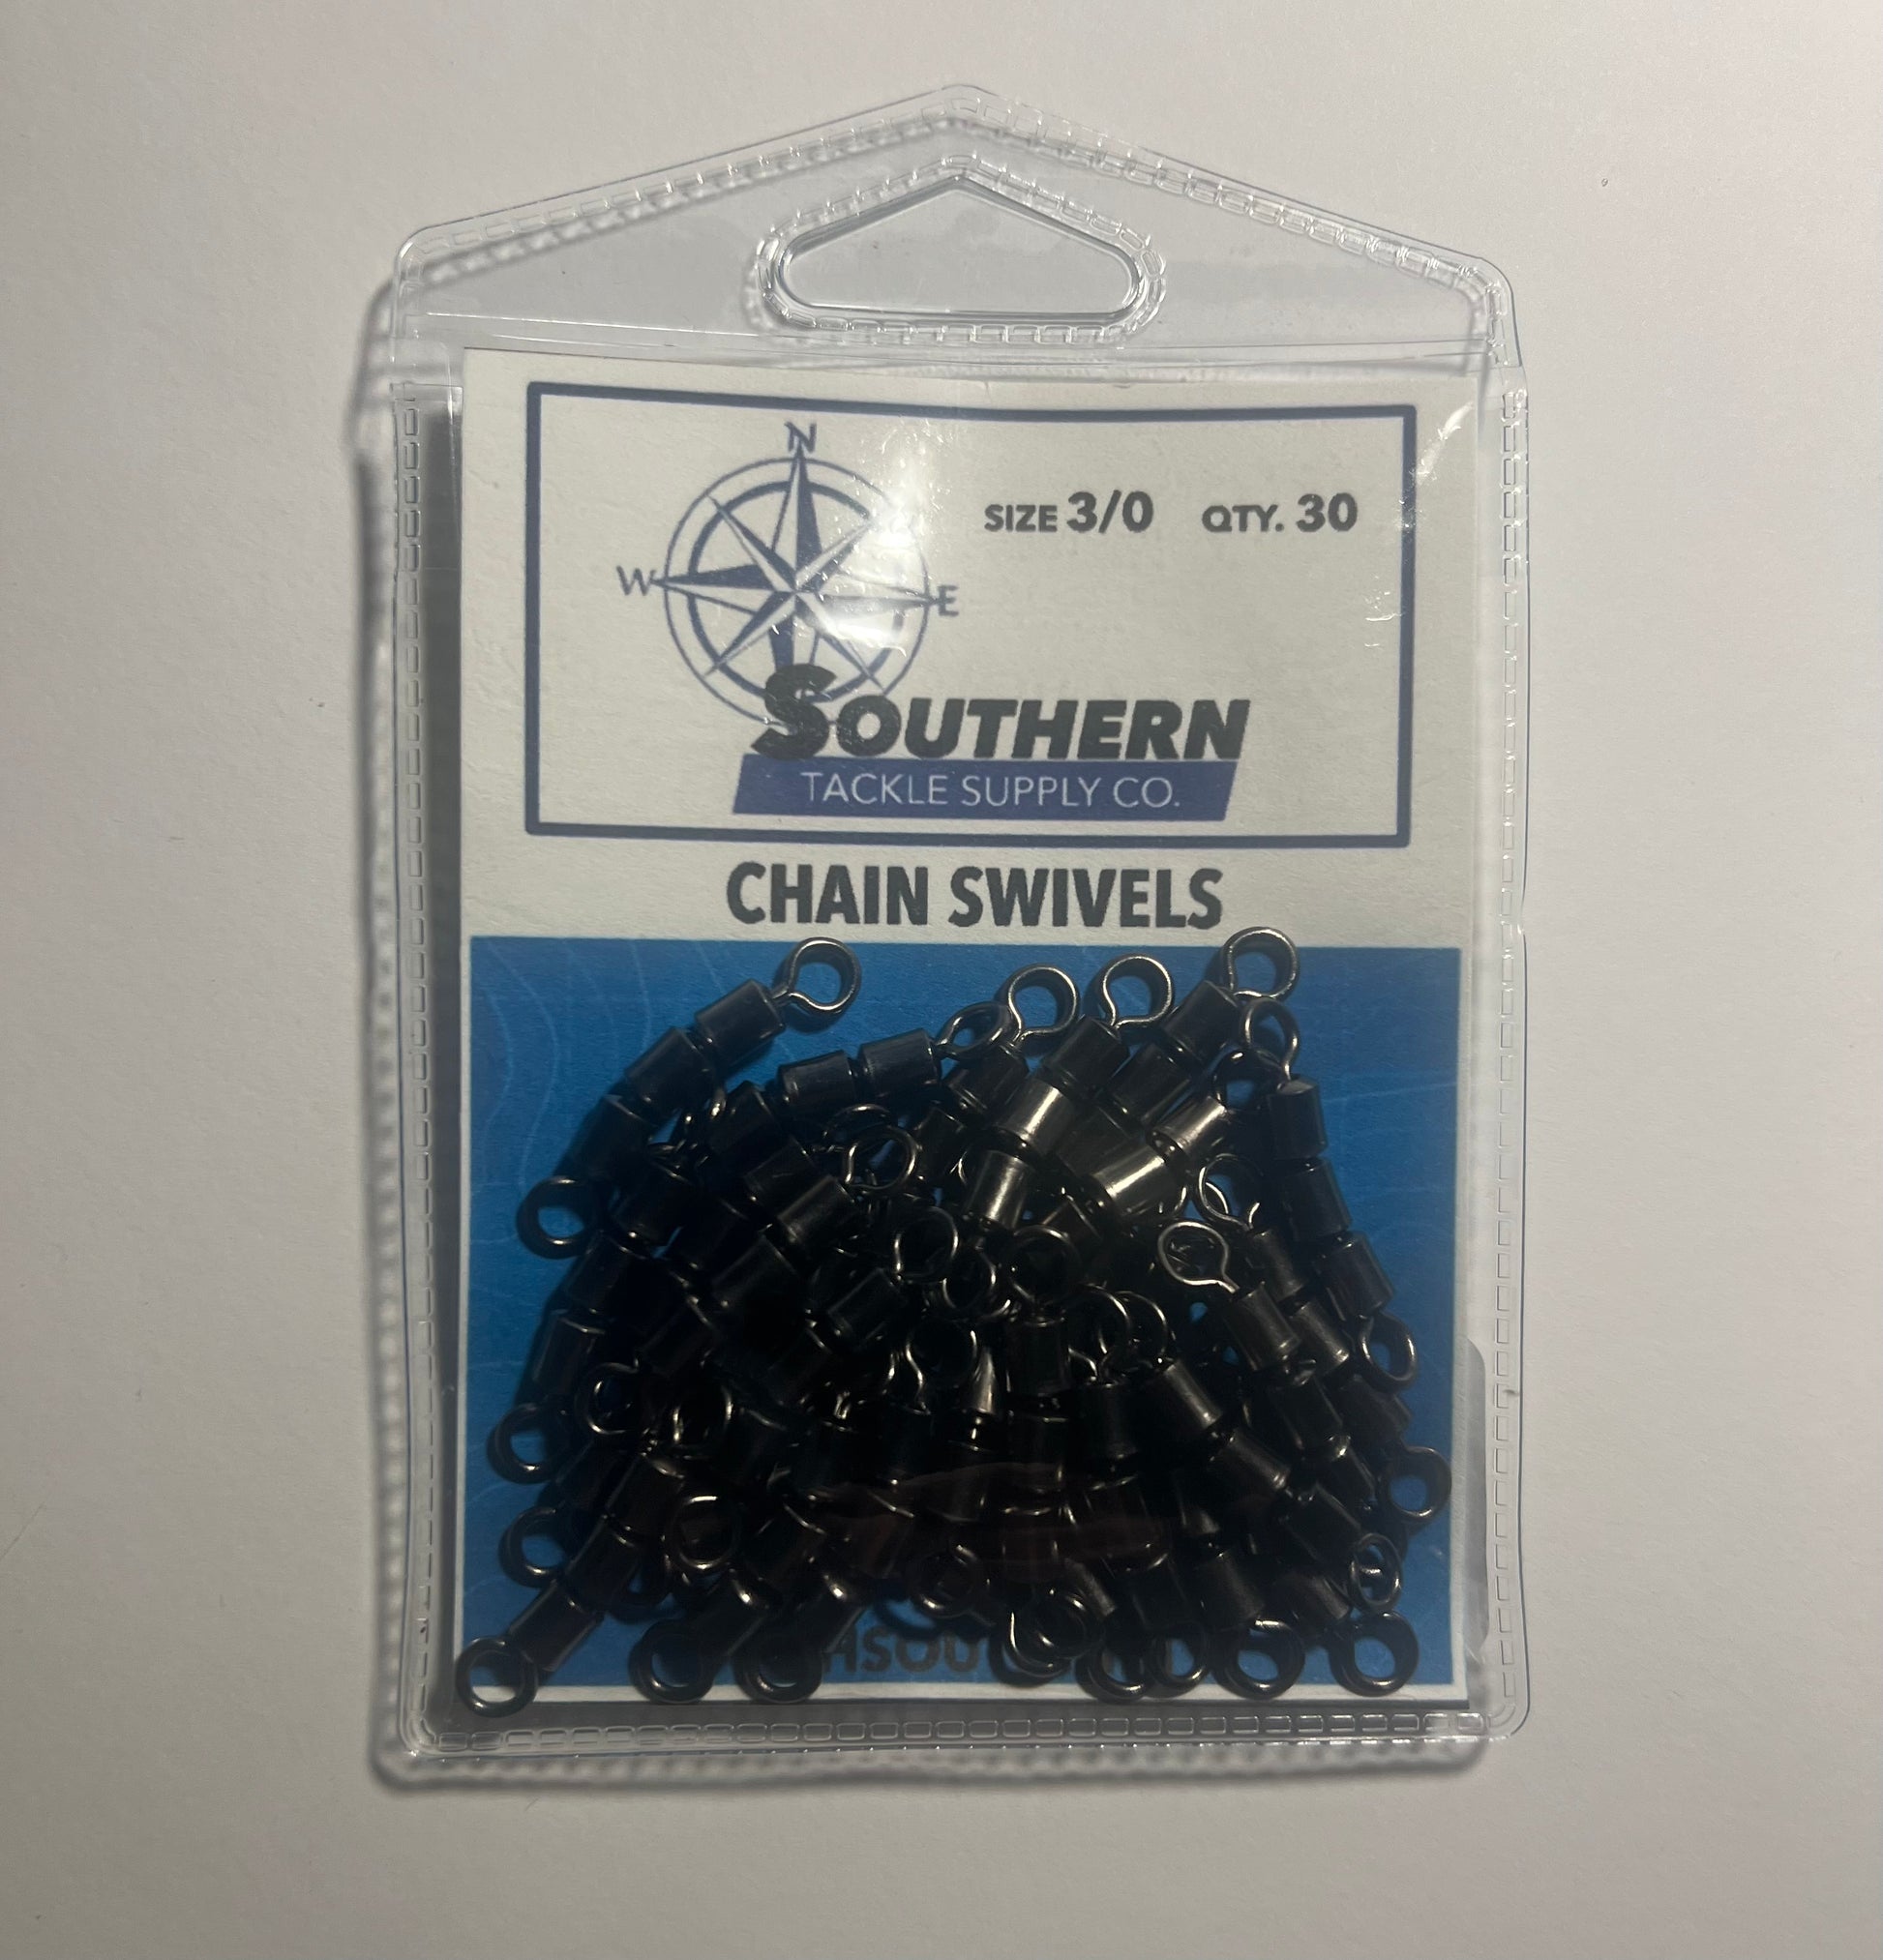 N
SIZE 3/0 QTY. 30
W E
SOUTHERN
TACKLE SUPPLY CO.
CHAIN SWIVELS